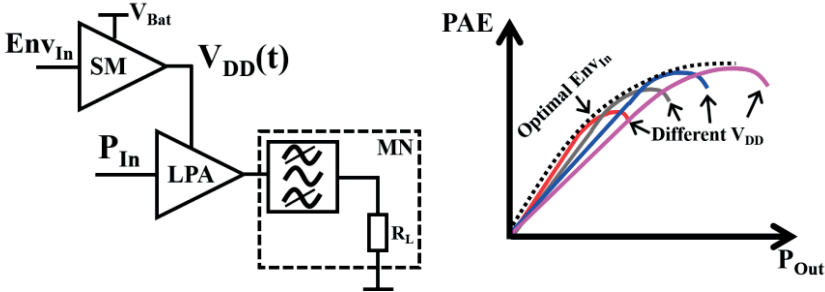 V_Bat
Env_In
SM
V_DD(t)
P_In
LPA
MN
R_L
PAE
Optimal Env_In
Different V_DD
P_Out